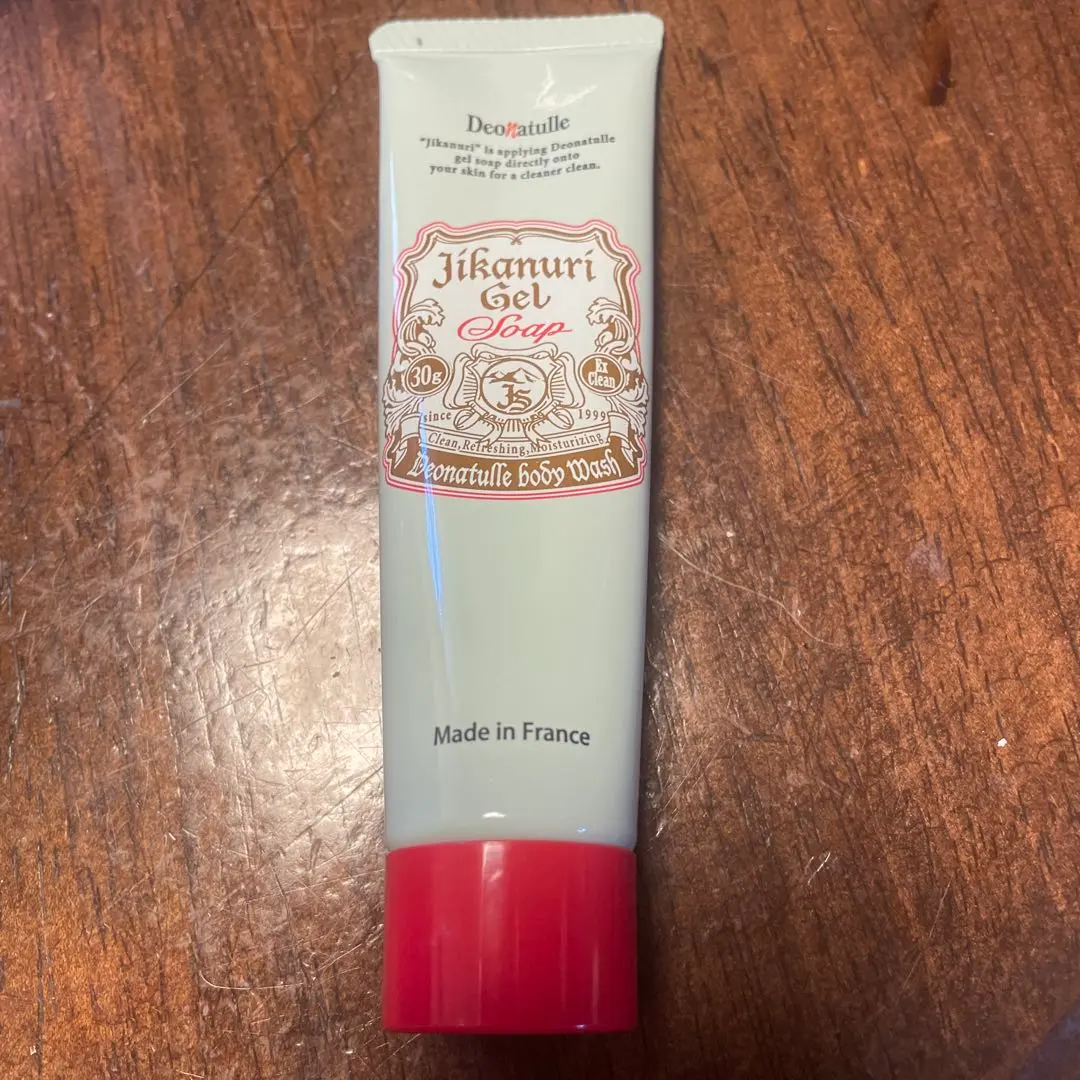 Deonatulle
"Jikanuri" is applying Deonatulle
gel soap directly onto
your skin for a cleaner clean.
Jikanuri
Gel
Soap
30g
Ex
Clean
JS
since 1999
Clean,Refreshing,Moisturizing
Deonatulle body Wash
Made in France